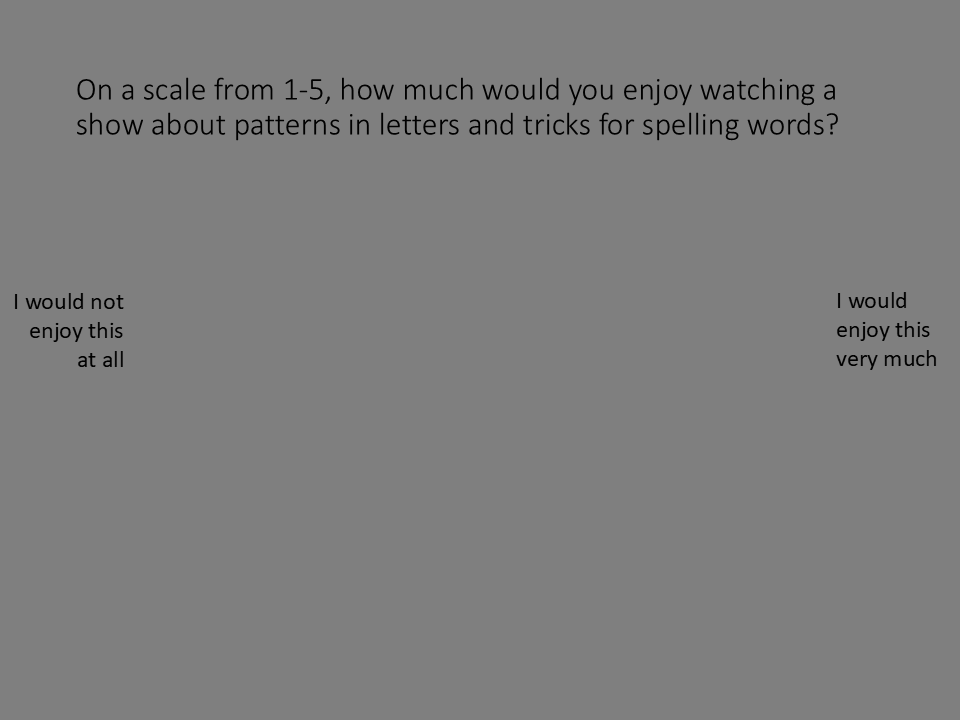 On a scale from 1-5, how much would you enjoy watching a
show about patterns in letters and tricks for spelling words?
I would not
enjoy this
at all
I would
enjoy this
very much